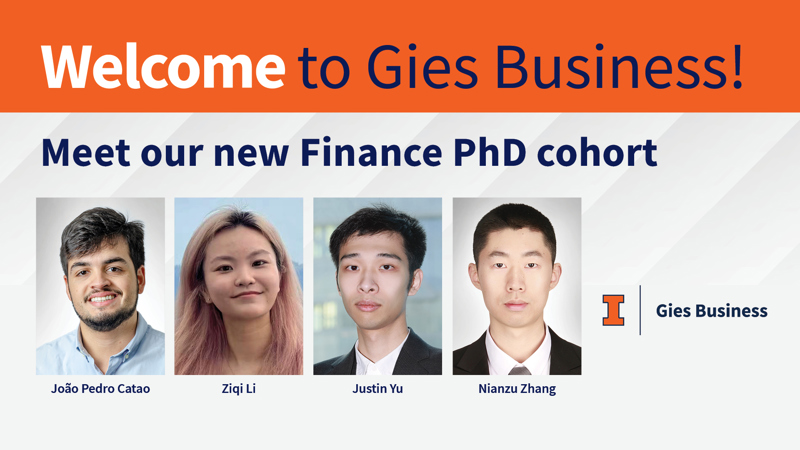 Welcome to Gies Business!
Meet our new Finance PhD cohort
João Pedro Catao
Ziqi Li
Justin Yu
Nianzu Zhang
I
Gies Business